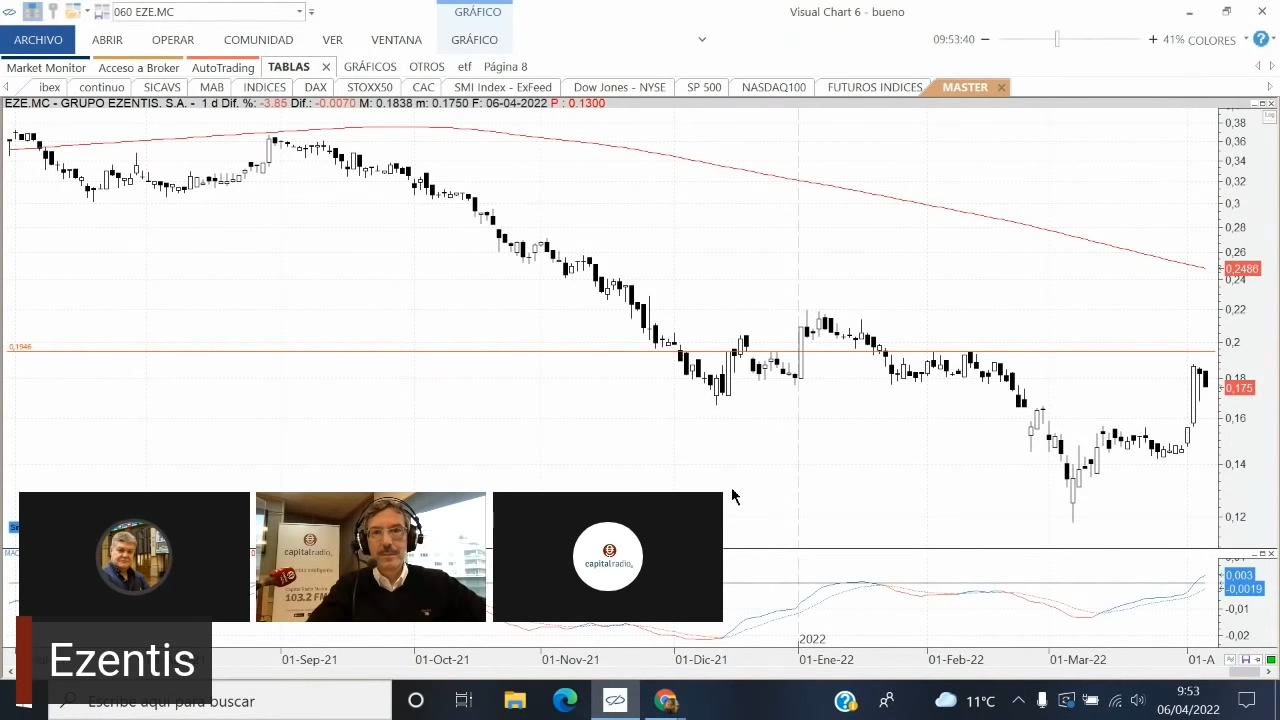 060 EZE.MC
GRÁFICO
Visual Chart 6 - bueno
ARCHIVO ABRIR OPERAR COMUNIDAD VER VENTANA GRÁFICO 09:53:40 41% COLORES
Market Monitor Acceso a Broker AutoTrading TABLAS GRÁFICOS OTROS etf Página 8
ibex continuo SICAVS MAB INDICES DAX STOXX50 CAC SMI Index - ExFeed Dow Jones - NYSE SP 500 NASDAQ100 FUTUROS INDICES MASTER
EZE.MC - GRUPO EZENTIS. S.A. - 1 d Dif. %: -3.85 Dif.: -0.0070 M: 0.1838 m: 0.1750 F: 06-04-2022 P : 0.1300
Log
0,38
0,36
0,34
0,32
0,3
0,28
0,26
0,2486
0,24
0,22
0,1946
0,2
0,18
0,175
0,16
0,14
0,12
capitalradio
103.2 FM
capitalradio
0,003
-0,0019
-0,01
-0,02
2022
01-Sep-21 01-Oct-21 01-Nov-21 01-Dic-21 01-Ene-22 01-Feb-22 01-Mar-22 01-A
Ezentis
Escribe aquí para buscar
11°C
9:53
06/04/2022